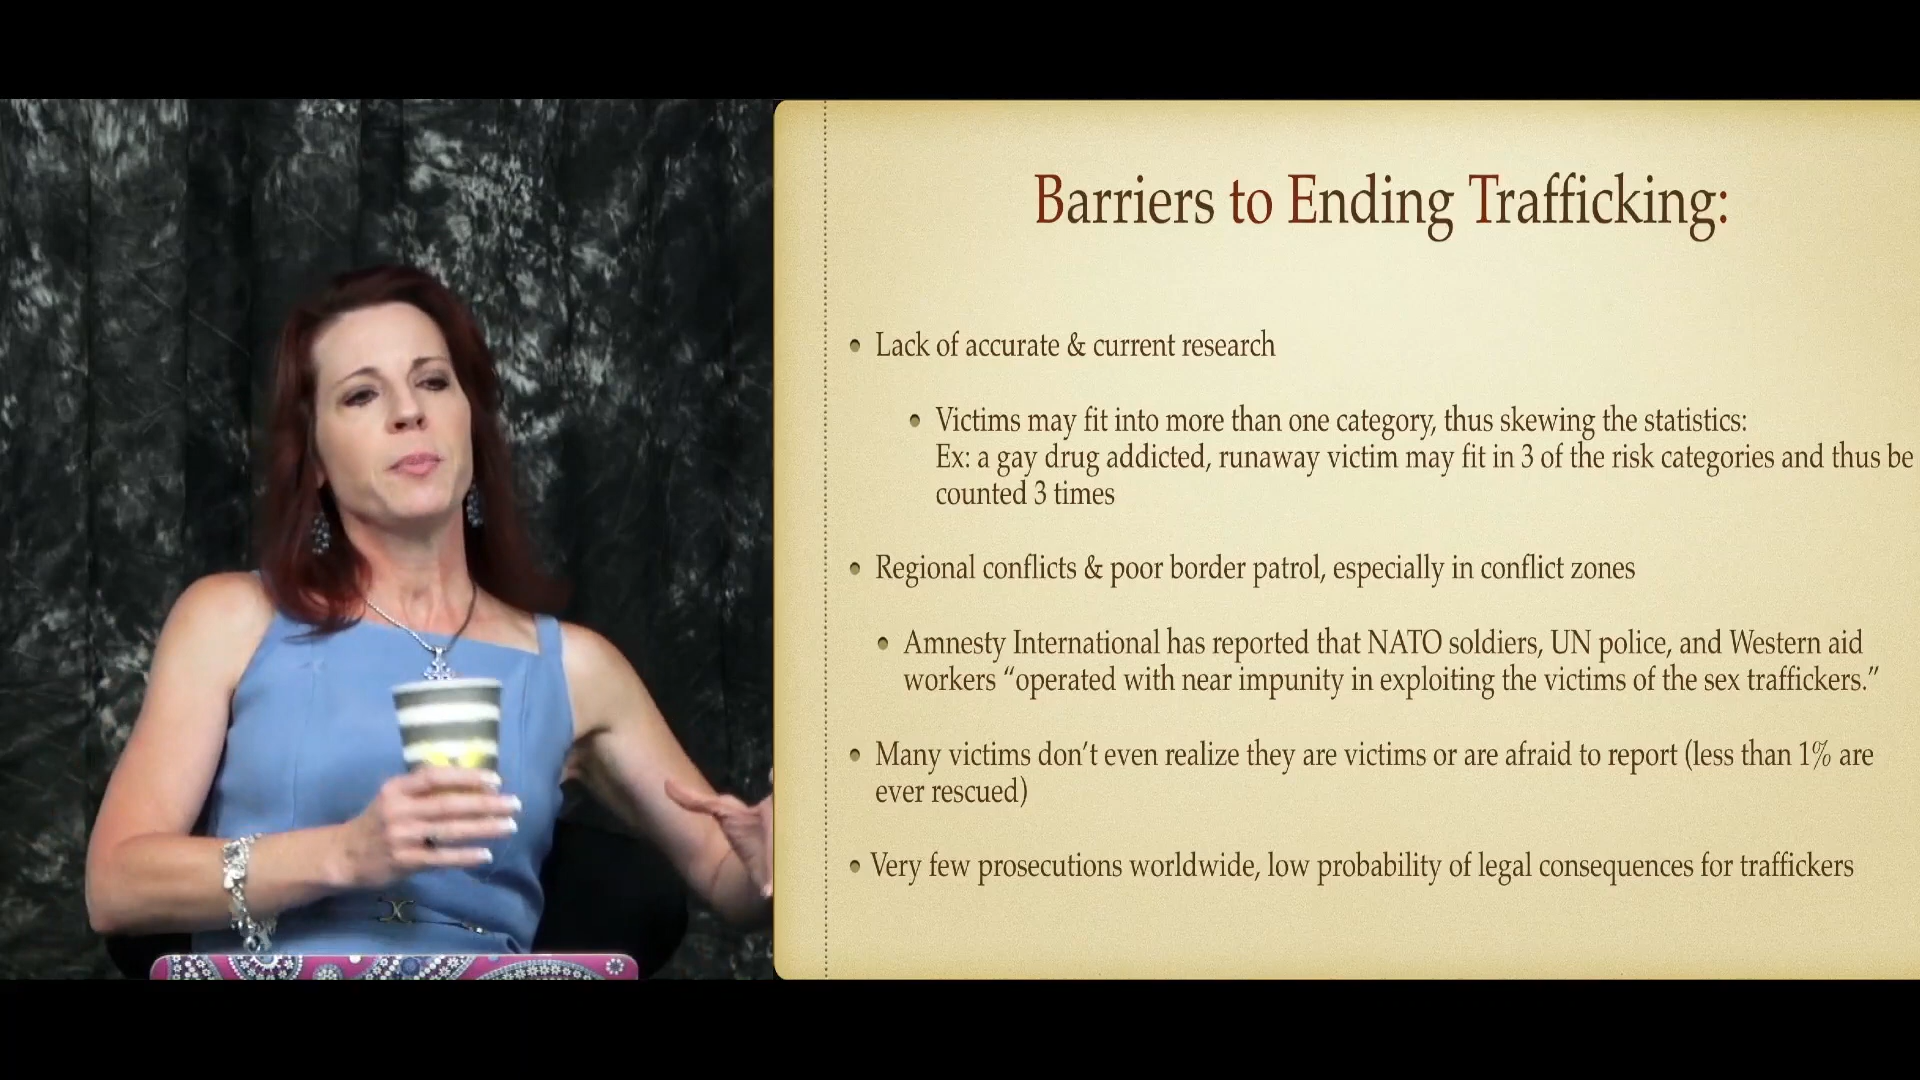 Barriers to Ending Trafficking:
• Lack of accurate & current research
• Victims may fit into more than one category, thus skewing the statistics:
Ex: a gay drug addicted, runaway victim may fit in 3 of the risk categories and thus be
counted 3 times
• Regional conflicts & poor border patrol, especially in conflict zones
• Amnesty International has reported that NATO soldiers, UN police, and Western aid
workers “operated with near impunity in exploiting the victims of the sex traffickers.”
• Many victims don’t even realize they are victims or are afraid to report (less than 1% are
ever rescued)
• Very few prosecutions worldwide, low probability of legal consequences for traffickers